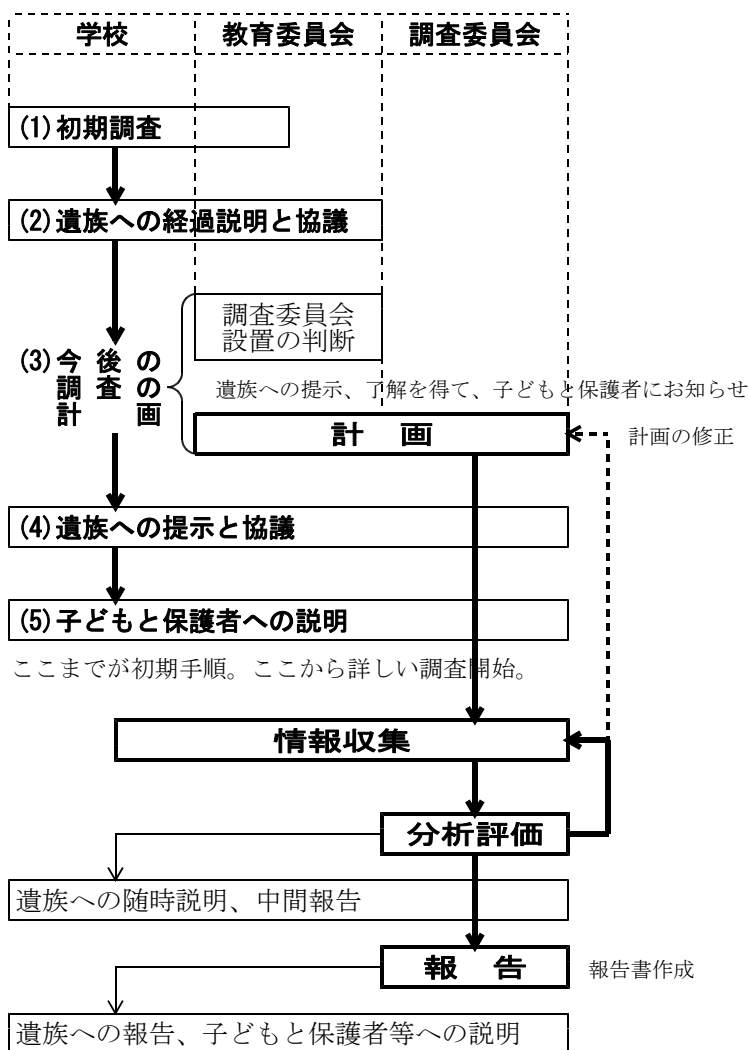 学校 教育委員会 調査委員会
(1)初期調査
(2)遺族への経過説明と協議
調査委員会
設置の判断
(3)今後の
調査の
計画
遺族への提示、了解を得て、子どもと保護者にお知らせ
計 画
計画の修正
(4)遺族への提示と協議
(5)子どもと保護者への説明
ここまでが初期手順。ここから詳しい調査開始。
情報収集
分析評価
遺族への随時説明、中間報告
報 告
報告書作成
遺族への報告、子どもと保護者等への説明